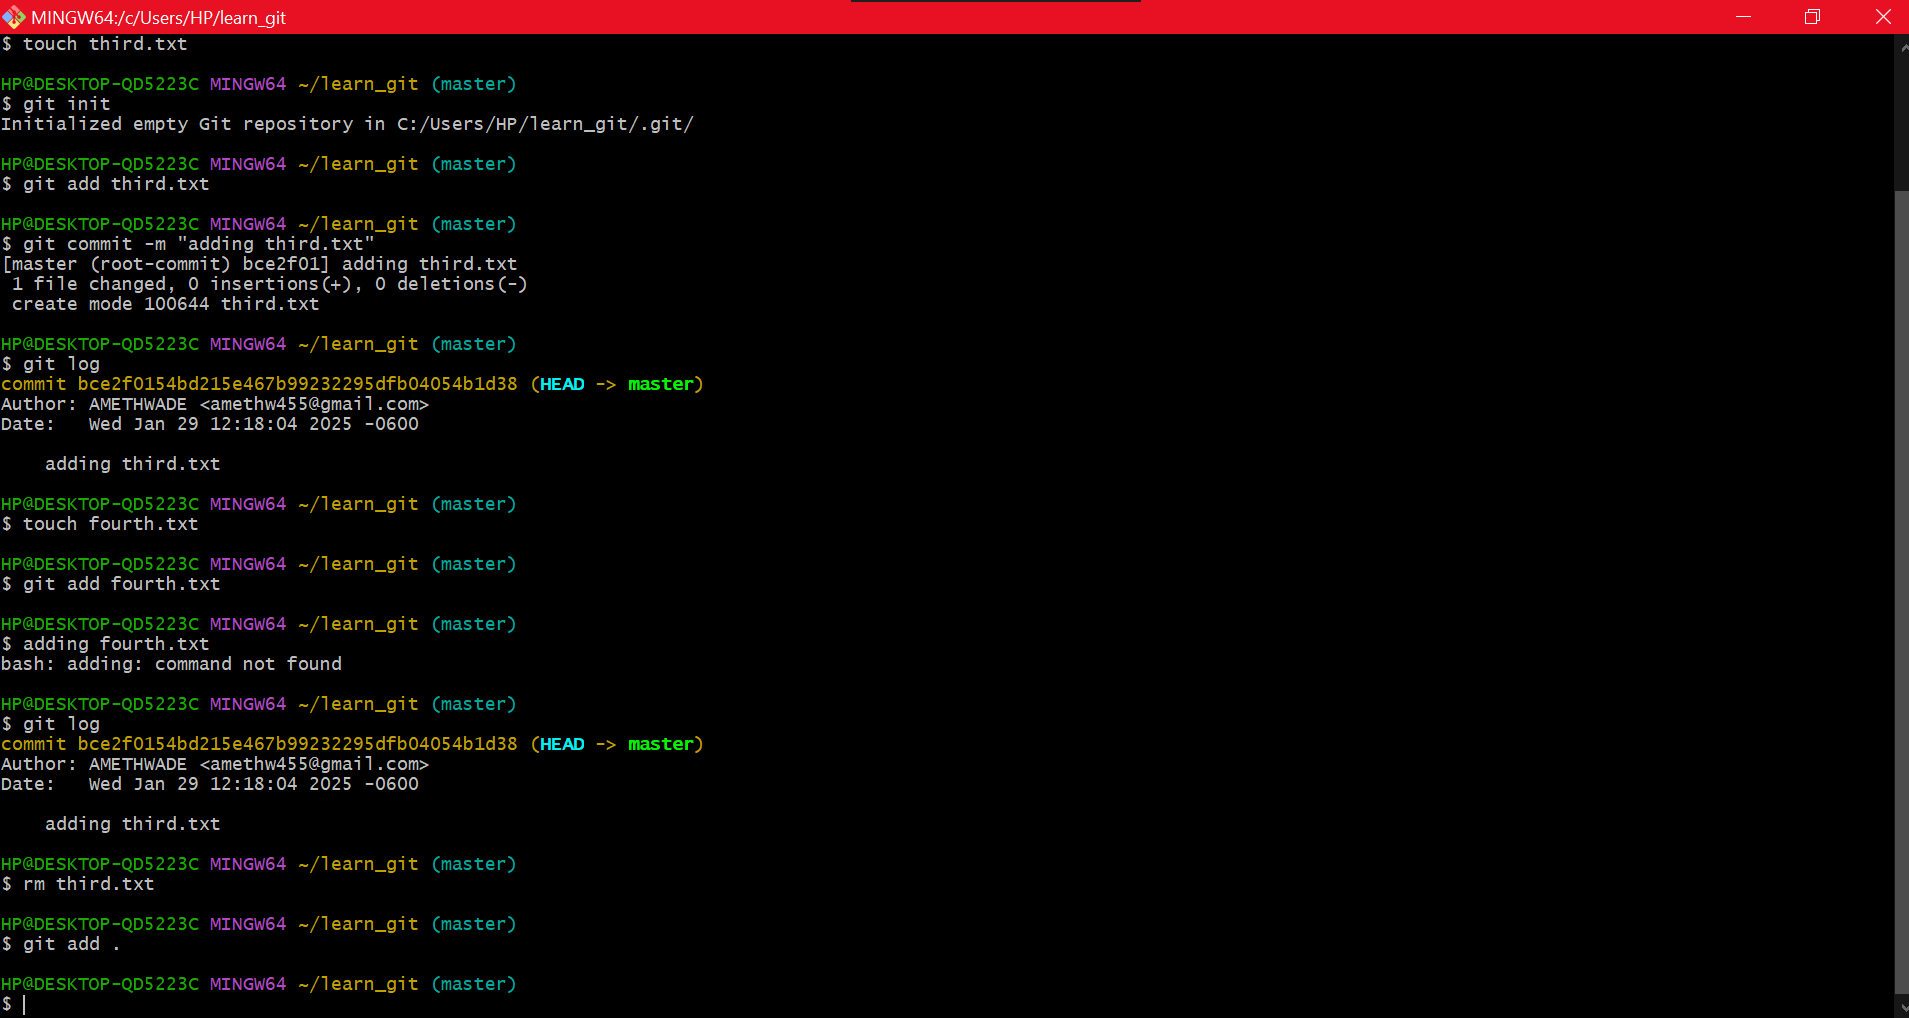 MINGW64:/c/Users/HP/learn_git
$ touch third.txt
HP@DESKTOP-QD5223C MINGW64 ~/learn_git (master)
$ git init
Initialized empty Git repository in C:/Users/HP/learn_git/.git/
HP@DESKTOP-QD5223C MINGW64 ~/learn_git (master)
$ git add third.txt
HP@DESKTOP-QD5223C MINGW64 ~/learn_git (master)
$ git commit -m "adding third.txt"
[master (root-commit) bce2f01] adding third.txt
 1 file changed, 0 insertions(+), 0 deletions(-)
 create mode 100644 third.txt
HP@DESKTOP-QD5223C MINGW64 ~/learn_git (master)
$ git log
commit bce2f0154bd215e467b99232295dfb04054b1d38 (HEAD -> master)
Author: AMETHWADE <amethw455@gmail.com>
Date:   Wed Jan 29 12:18:04 2025 -0600
    adding third.txt
HP@DESKTOP-QD5223C MINGW64 ~/learn_git (master)
$ touch fourth.txt
HP@DESKTOP-QD5223C MINGW64 ~/learn_git (master)
$ git add fourth.txt
HP@DESKTOP-QD5223C MINGW64 ~/learn_git (master)
$ adding fourth.txt
bash: adding: command not found
HP@DESKTOP-QD5223C MINGW64 ~/learn_git (master)
$ git log
commit bce2f0154bd215e467b99232295dfb04054b1d38 (HEAD -> master)
Author: AMETHWADE <amethw455@gmail.com>
Date:   Wed Jan 29 12:18:04 2025 -0600
    adding third.txt
HP@DESKTOP-QD5223C MINGW64 ~/learn_git (master)
$ rm third.txt
HP@DESKTOP-QD5223C MINGW64 ~/learn_git (master)
$ git add .
HP@DESKTOP-QD5223C MINGW64 ~/learn_git (master)
$